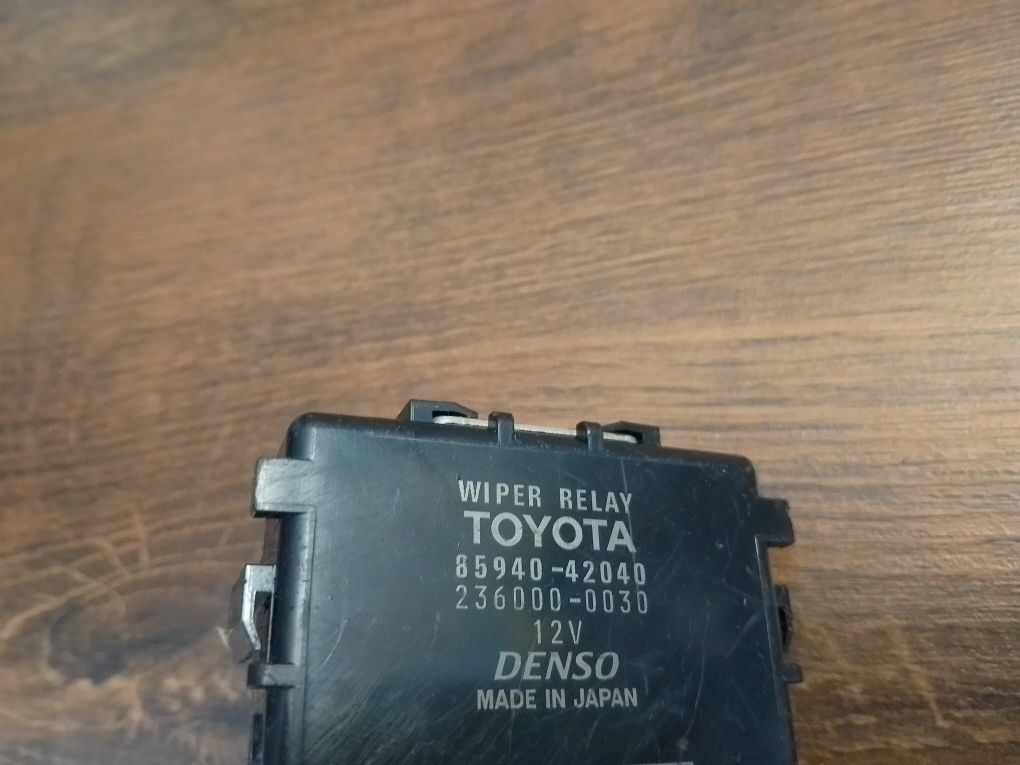 WIPER RELAY
TOYOTA
85940-42040
236000-0030
12V
DENSO
MADE IN JAPAN